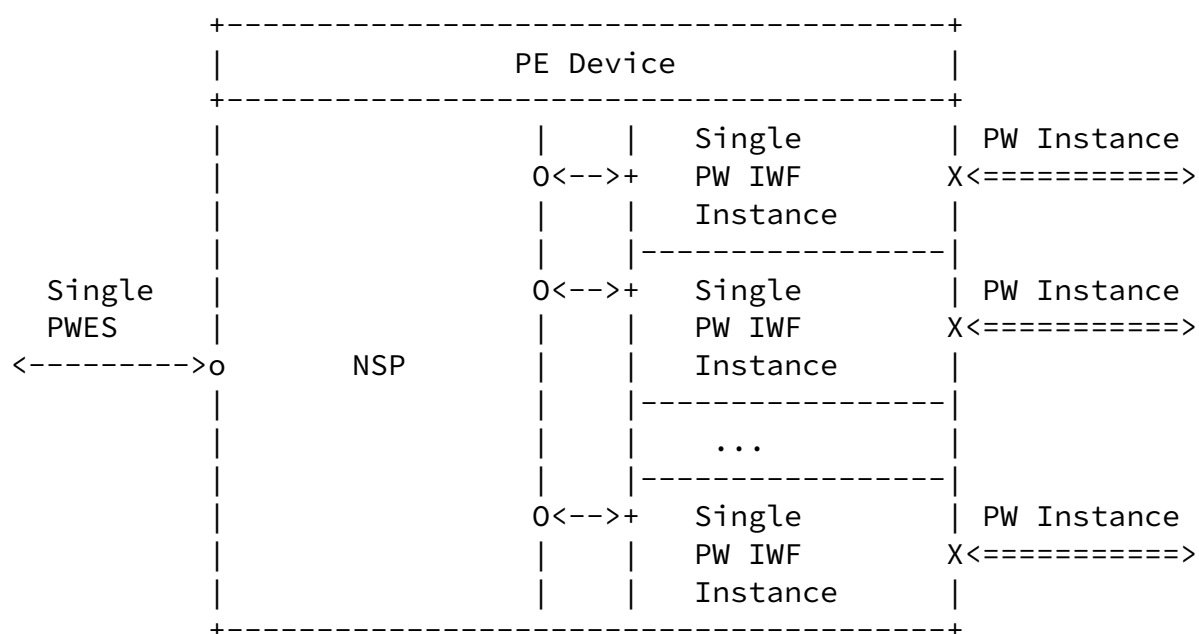 +----------------------------------------+
|                PE Device               |
+----------------------------------------+
|                 |    |   Single        | PW Instance
|                 O<-->+   PW IWF        X<===========>
|                 |    |   Instance      |
|                 |    |-----------------|
Single   |                 O<-->+   Single        | PW Instance
PWES     |                 |    |   PW IWF        X<===========>
<--------->o       NSP       |    |   Instance      |
|                 |    |-----------------|
|                 |    |    ...          |
|                 |    |-----------------|
|                 O<-->+   Single        | PW Instance
|                 |    |   PW IWF        X<===========>
|                 |    |   Instance      |
+----------------------------------------+